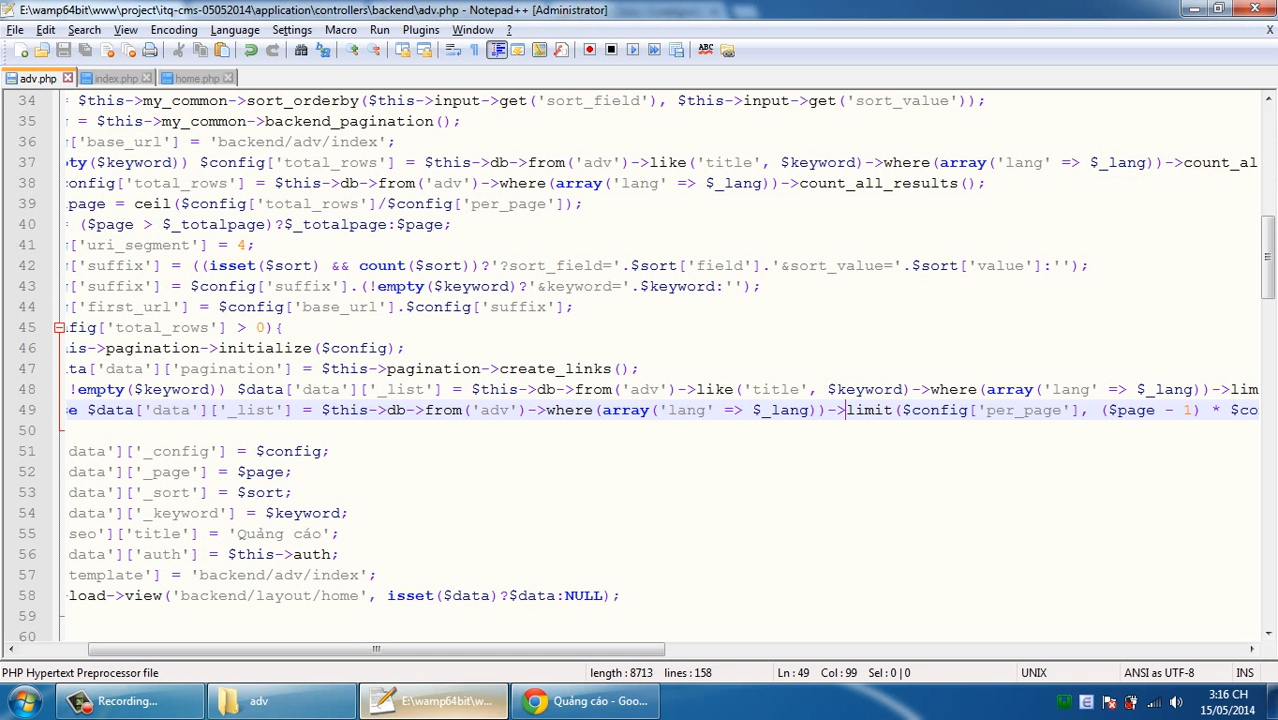 E:\wamp64bit\www\project\itq-cms-05052014\application\controllers\backend\adv.php - Notepad++ [Administrator]
File Edit Search View Encoding Language Settings Macro Run Plugins Window ? X
adv.php index.php home.php
34 = $this->my_common->sort_orderby($this->input->get('sort_field'), $this->input->get('sort_value'));
35 = $this->my_common->backend_pagination();
36 ['base_url'] = 'backend/adv/index';
37 pty($keyword)) $config['total_rows'] = $this->db->from('adv')->like('title', $keyword)->where(array('lang' => $_lang))->count_al
38 config['total_rows'] = $this->db->from('adv')->where(array('lang' => $_lang))->count_all_results();
39 page = ceil($config['total_rows']/$config['per_page']);
40 = ($page > $_totalpage)?$_totalpage:$page;
41 ['uri_segment'] = 4;
42 ['suffix'] = ((isset($sort) && count($sort))?'?sort_field='.$sort['field'].'&sort_value='.$sort['value']:'');
43 ['suffix'] = $config['suffix'].(!empty($keyword)?'&keyword='.$keyword:'');
44 ['first_url'] = $config['base_url'].$config['suffix'];
45 fig['total_rows'] > 0){
46 is->pagination->initialize($config);
47 ta['data']['pagination'] = $this->pagination->create_links();
48 !empty($keyword)) $data['data']['_list'] = $this->db->from('adv')->like('title', $keyword)->where(array('lang' => $_lang))->lim
49 se $data['data']['_list'] = $this->db->from('adv')->where(array('lang' => $_lang))->limit($config['per_page'], ($page - 1) * $co
50
51 data']['_config'] = $config;
52 data']['_page'] = $page;
53 data']['_sort'] = $sort;
54 data']['_keyword'] = $keyword;
55 seo']['title'] = 'Quảng cáo';
56 data']['auth'] = $this->auth;
57 template'] = 'backend/adv/index';
58 load->view('backend/layout/home', isset($data)?$data:NULL);
59
60
PHP Hypertext Preprocessor file length : 8713 lines : 158 Ln : 49 Col : 99 Sel : 0 | 0 UNIX ANSI as UTF-8 INS
Recording... adv E:\wamp64bit\w... Quảng cáo - Goo... 3:16 CH
15/05/2014